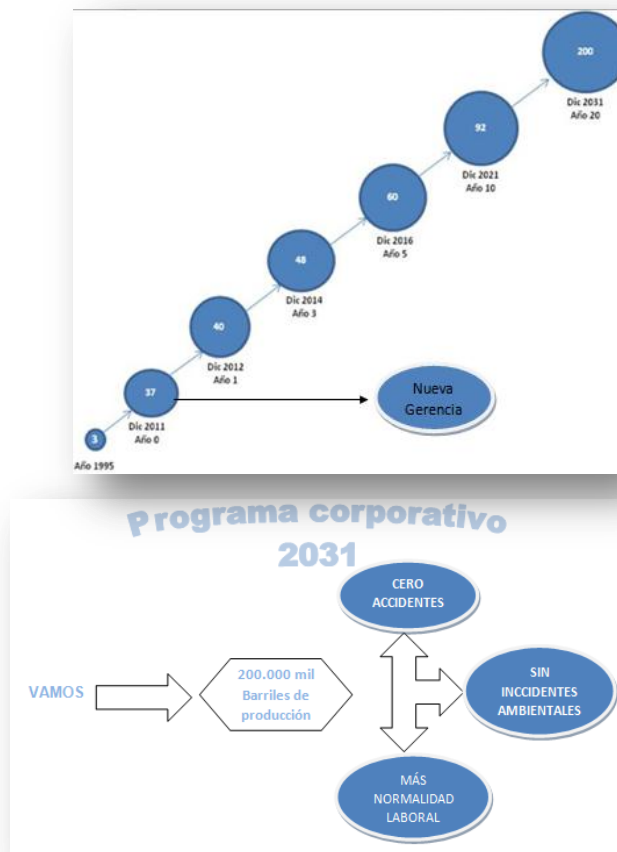 200
Dic 2031
Año 20
92
Dic 2021
Año 10
60
Dic 2016
Año 5
48
Dic 2014
Año 3
40
Dic 2012
Año 1
37
Dic 2011
Año 0
Nueva
Gerencia
3
Año 1995
Programa corporativo
2031
CERO
ACCIDENTES
VAMOS
200.000 mil
Barriles de
producción
SIN
INCCIDENTES
AMBIENTALES
MÁS
NORMALIDAD
LABORAL